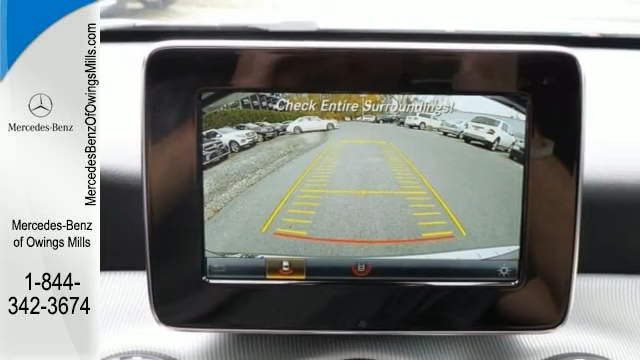 Mercedes-Benz
MercedesBenzOfOwingsMills.com
Mercedes-Benz
of Owings Mills
1-844-
342-3674
Check Entire Surroundings!